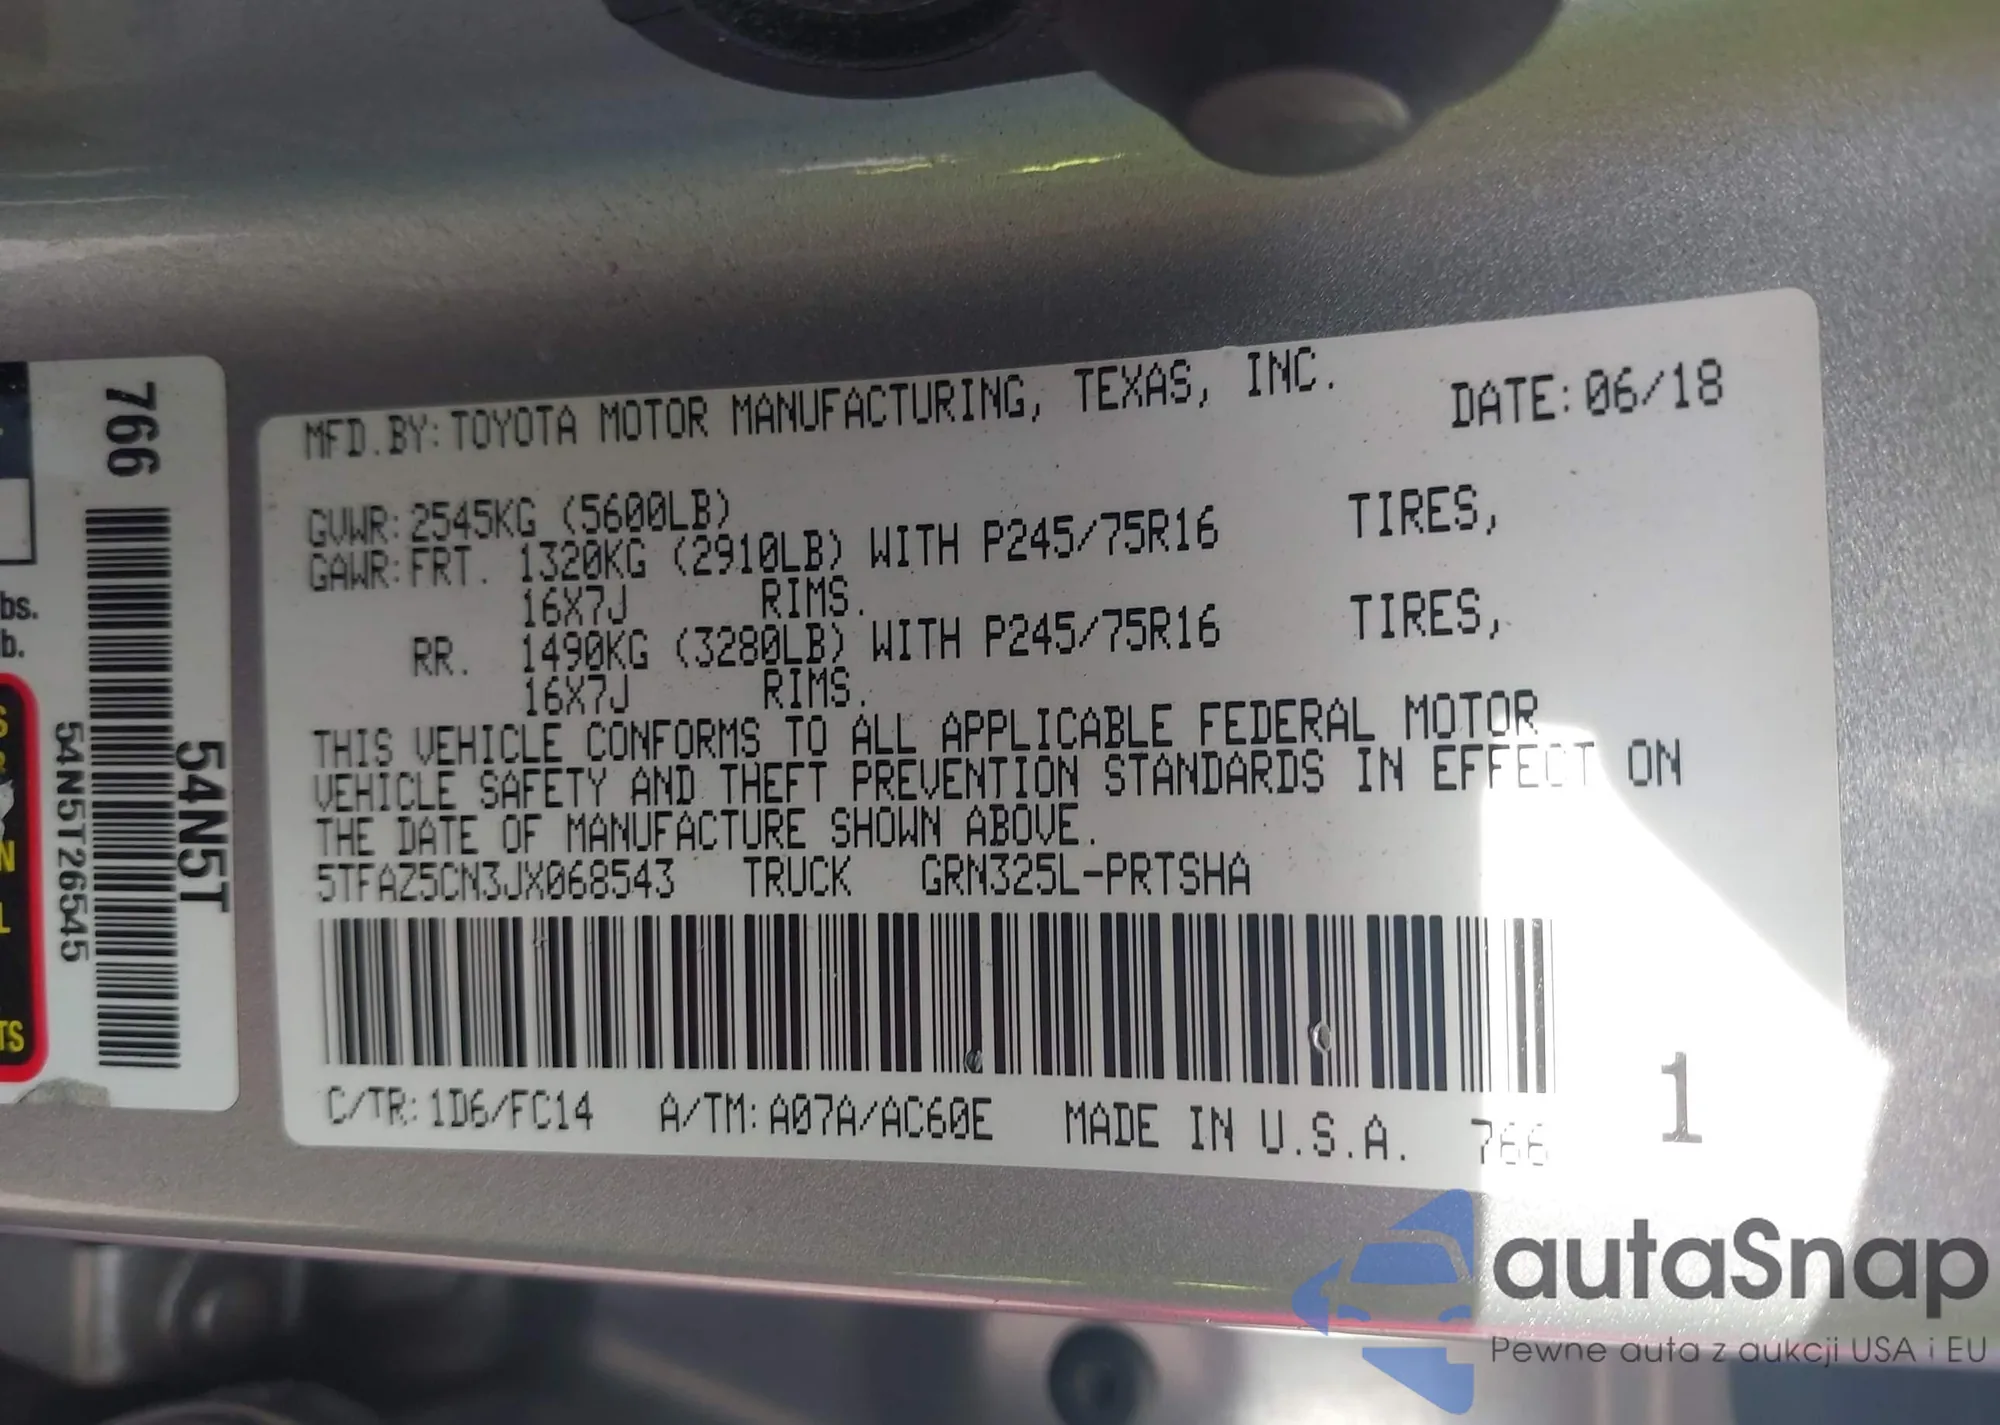 MFD.BY:TOYOTA MOTOR MANUFACTURING, TEXAS, INC. DATE:06/18
GVWR:2545KG (5600LB)
GAWR:FRT. 1320KG (2910LB) WITH P245/75R16 TIRES,
16X7J RIMS.
RR. 1490KG (3280LB) WITH P245/75R16 TIRES,
16X7J RIMS.
THIS VEHICLE CONFORMS TO ALL APPLICABLE FEDERAL MOTOR
VEHICLE SAFETY AND THEFT PREVENTION STANDARDS IN EFFECT ON
THE DATE OF MANUFACTURE SHOWN ABOVE.
5TFAZ5CN3JX068543 TRUCK GRN325L-PRTSHA
C/TR:1D6/FC14 A/TM:A07A/AC60E MADE IN U.S.A. 766
1
766
54N5T
54N5T26545
bs.
b.
N
L
TS
autaSnap
Pewne auta z aukcji USA i EU